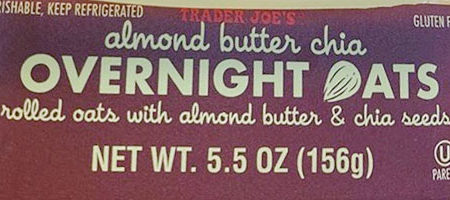 RISHABLE, KEEP REFRIGERATED
TRADER JOE'S
GLUTEN F
almond butter chia
OVERNIGHT OATS
rolled oats with almond butter & chia seeds
NET WT. 5.5 OZ (156g)
U
PARE